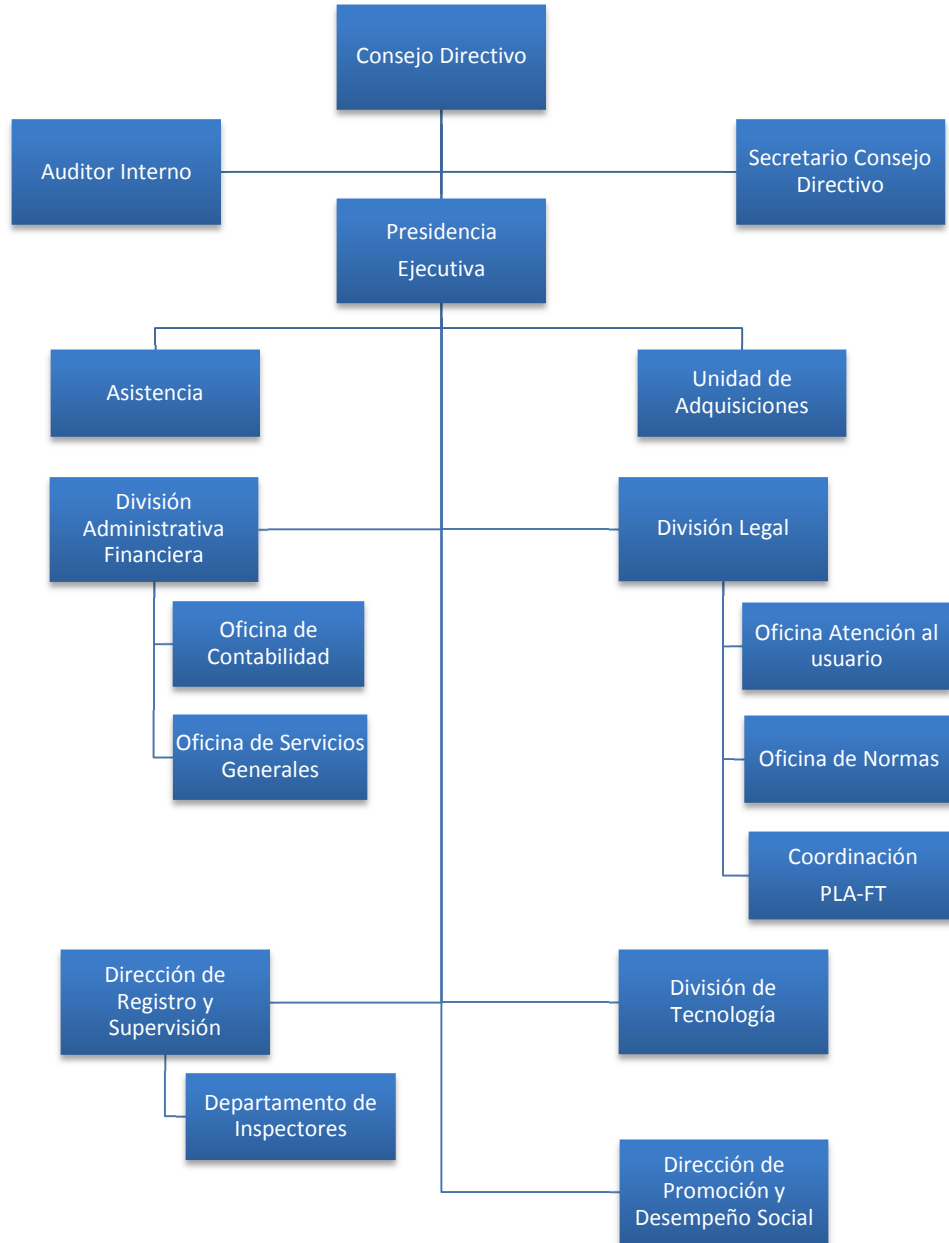 Consejo Directivo
Auditor Interno
Secretario Consejo
Directivo
Presidencia
Ejecutiva
Asistencia
Unidad de
Adquisiciones
División
Administrativa
Financiera
División Legal
Oficina de
Contabilidad
Oficina Atención al
usuario
Oficina de Servicios
Generales
Oficina de Normas
Coordinación
PLA-FT
Dirección de
Registro y
Supervisión
División de
Tecnología
Departamento de
Inspectores
Dirección de
Promoción y
Desempeño Social